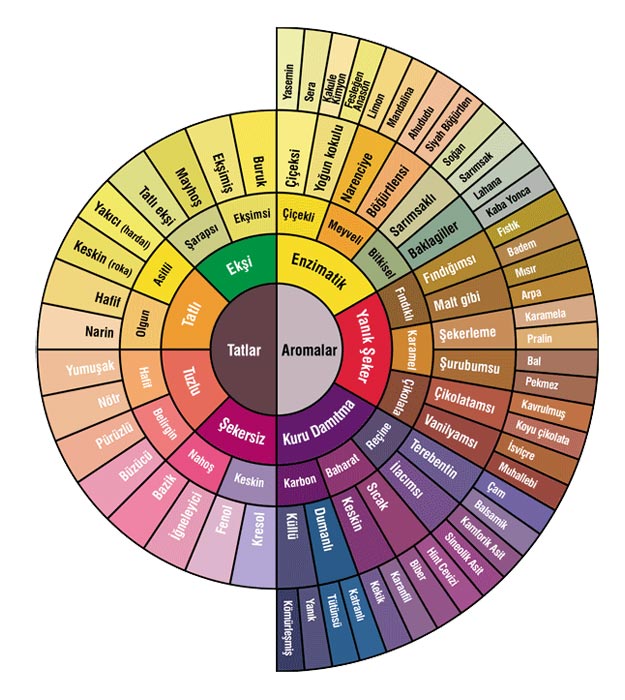 Tatlar
Aromalar
Ekşi
Tatlı
Tuzlu
Şekersiz
Enzimatik
Yanık Şeker
Kuru Damıtma
Ekşimsi
Şarapsı
Asitli
Olgun
Hafif
Belirgin
Nahoş
Keskin
Çiçekli
Meyveli
Bitkisel
Fındıklı
Karamel
Çikolata
Reçine
Baharat
Karbon
Buruk
Ekşimiş
Mayhoş
Tatlı ekşi
Yakıcı (hardal)
Keskin (roka)
Hafif
Narin
Yumuşak
Nötr
Pürüzlü
Büzücü
Bazik
İğneleyici
Fenol
Kresol
Çiçeksi
Yoğun kokulu
Narenciye
Böğürtlensi
Sarımsaklı
Baklagiller
Fındığımsı
Malt gibi
Şekerleme
Şurubumsu
Çikolatamsı
Vanilyamsı
Terebentin
İlacımsı
Sıcak
Keskin
Dumanlı
Küllü
Yasemin
Sera
Kakule
Kimyon
Fesleğen
Anason
Limon
Mandalina
Ahududu
Siyah Böğürtlen
Soğan
Sarımsak
Lahana
Kaba Yonca
Fıstık
Badem
Mısır
Arpa
Karamela
Pralin
Bal
Pekmez
Kavrulmuş
Koyu çikolata
İsviçre
Muhallebi
Çam
Balsamik
Kamforik Asit
Sineolik Asit
Hint Cevizi
Biber
Karanfil
Kekik
Katranlı
Tütünsü
Yanık
Kömürleşmiş